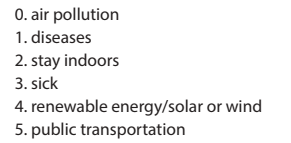 0. air pollution
1. diseases
2. stay indoors
3. sick
4. renewable energy/solar or wind
5. public transportation